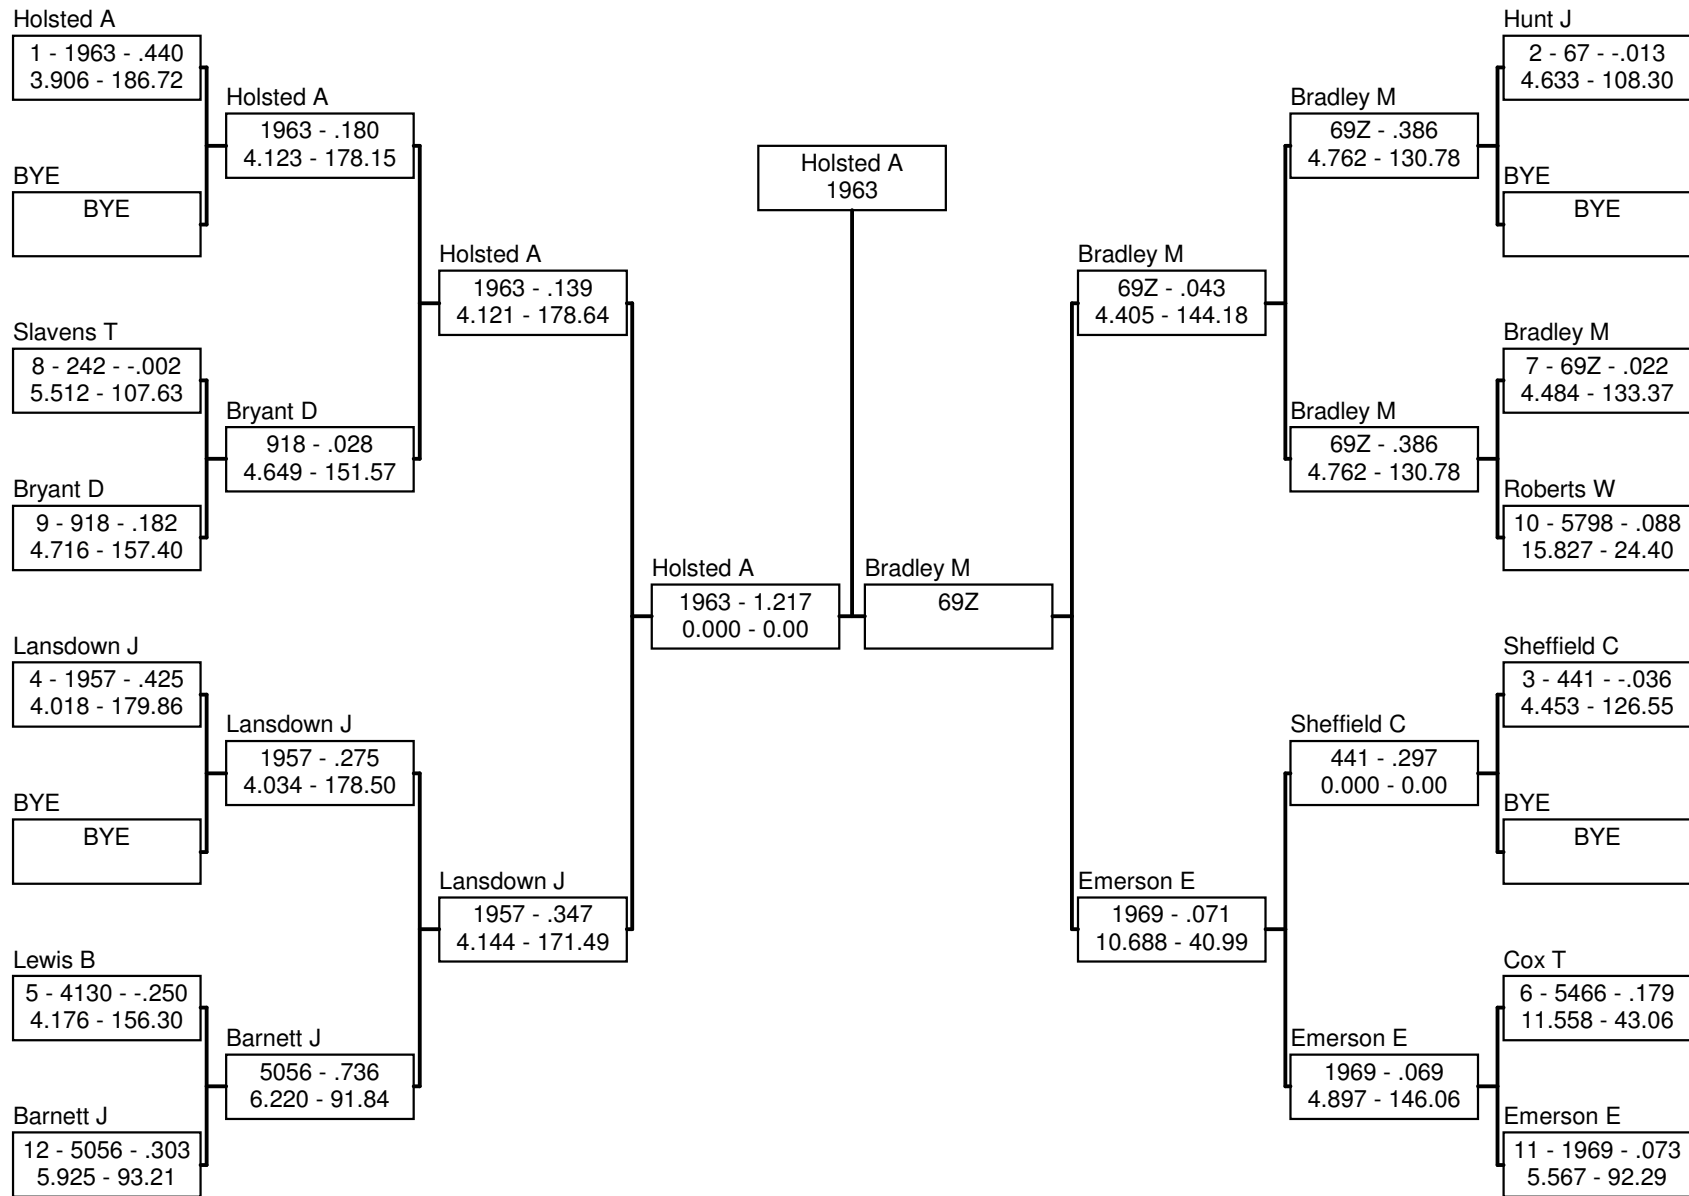 Holsted A
1 - 1963 - .440
3.906 - 186.72
BYE
BYE
Slavens T
8 - 242 - -.002
5.512 - 107.63
Bryant D
9 - 918 - .182
4.716 - 157.40
Lansdown J
4 - 1957 - .425
4.018 - 179.86
BYE
BYE
Lewis B
5 - 4130 - -.250
4.176 - 156.30
Barnett J
12 - 5056 - .303
5.925 - 93.21
Holsted A
1963 - .180
4.123 - 178.15
Bryant D
918 - .028
4.649 - 151.57
Lansdown J
1957 - .275
4.034 - 178.50
Barnett J
5056 - .736
6.220 - 91.84
Holsted A
1963 - .139
4.121 - 178.64
Lansdown J
1957 - .347
4.144 - 171.49
Holsted A
1963 - 1.217
0.000 - 0.00
Holsted A
1963
Bradley M
69Z
Bradley M
69Z - .043
4.405 - 144.18
Emerson E
1969 - .071
10.688 - 40.99
Bradley M
69Z - .386
4.762 - 130.78
Bradley M
69Z - .386
4.762 - 130.78
Sheffield C
441 - .297
0.000 - 0.00
Emerson E
1969 - .069
4.897 - 146.06
Hunt J
2 - 67 - -.013
4.633 - 108.30
BYE
BYE
Bradley M
7 - 69Z - .022
4.484 - 133.37
Roberts W
10 - 5798 - .088
15.827 - 24.40
Sheffield C
3 - 441 - -.036
4.453 - 126.55
BYE
BYE
Cox T
6 - 5466 - .179
11.558 - 43.06
Emerson E
11 - 1969 - .073
5.567 - 92.29